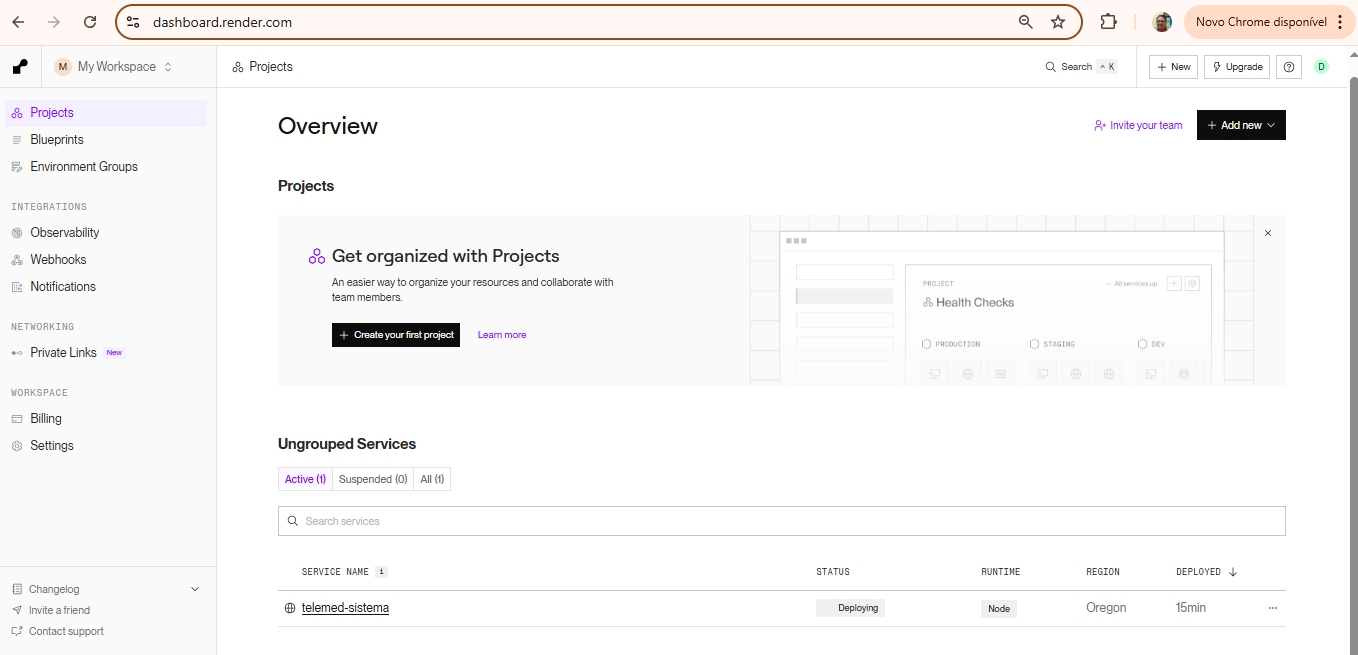 dashboard.render.com
Novo Chrome disponível
M My Workspace
Projects
Search ^ K
+ New
Upgrade
D
Projects
Blueprints
Environment Groups
INTEGRATIONS
Observability
Webhooks
Notifications
NETWORKING
Private Links New
WORKSPACE
Billing
Settings
Changelog
Invite a friend
Contact support
Overview
Invite your team
+ Add new
Projects
Get organized with Projects
An easier way to organize your resources and collaborate with
team members.
+ Create your first project
Learn more
PROJECT
All services up
Health Checks
PRODUCTION
STAGING
DEV
Ungrouped Services
Active (1)
Suspended (0)
All (1)
Search services
SERVICE NAME i
STATUS
RUNTIME
REGION
DEPLOYED ↓
telemed-sistema
Deploying
Node
Oregon
15min